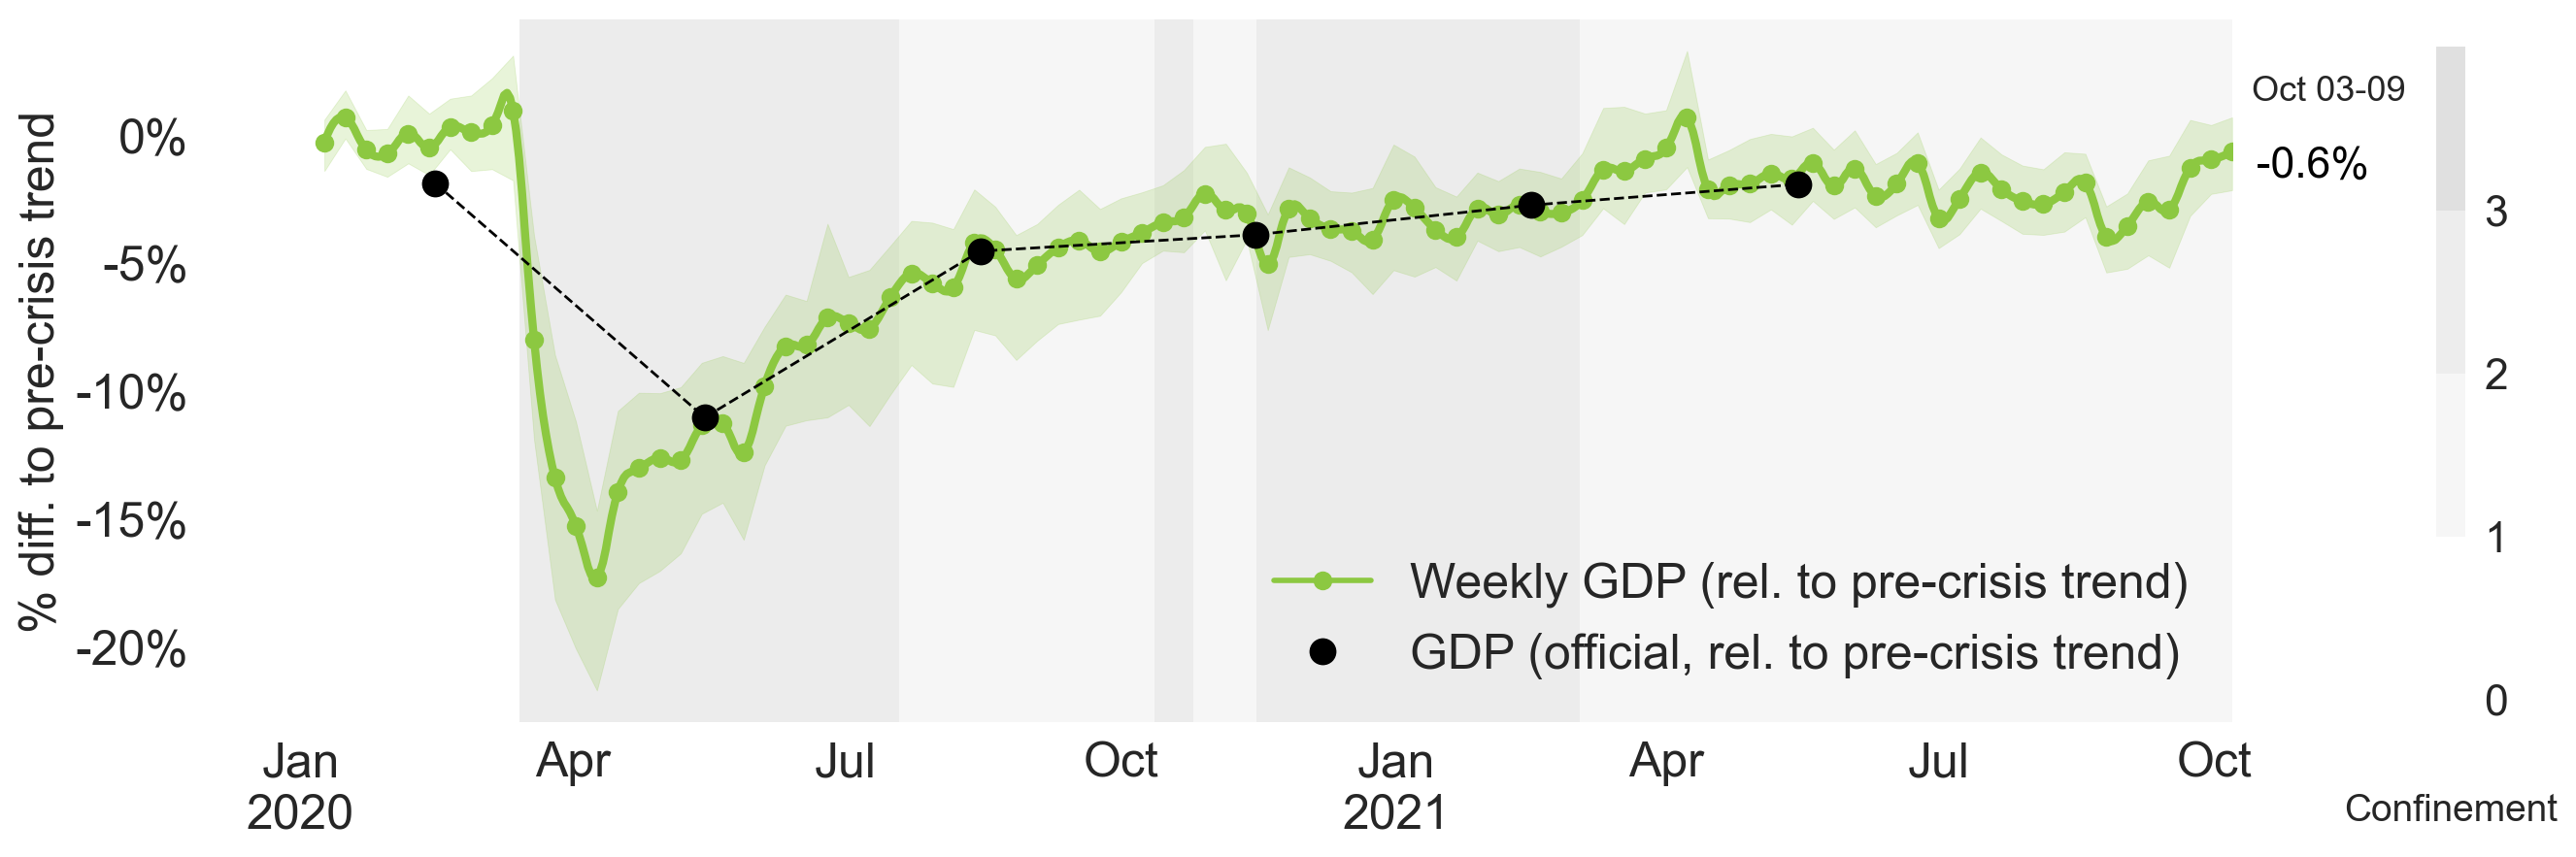 % diff. to pre-crisis trend
0%
-5%
-10%
-15%
-20%
Oct 03-09
-0.6%
3
2
1
0
Weekly GDP (rel. to pre-crisis trend)
GDP (official, rel. to pre-crisis trend)
Jan Apr Jul Oct Jan Apr Jul Oct
2020 2021
Confinement